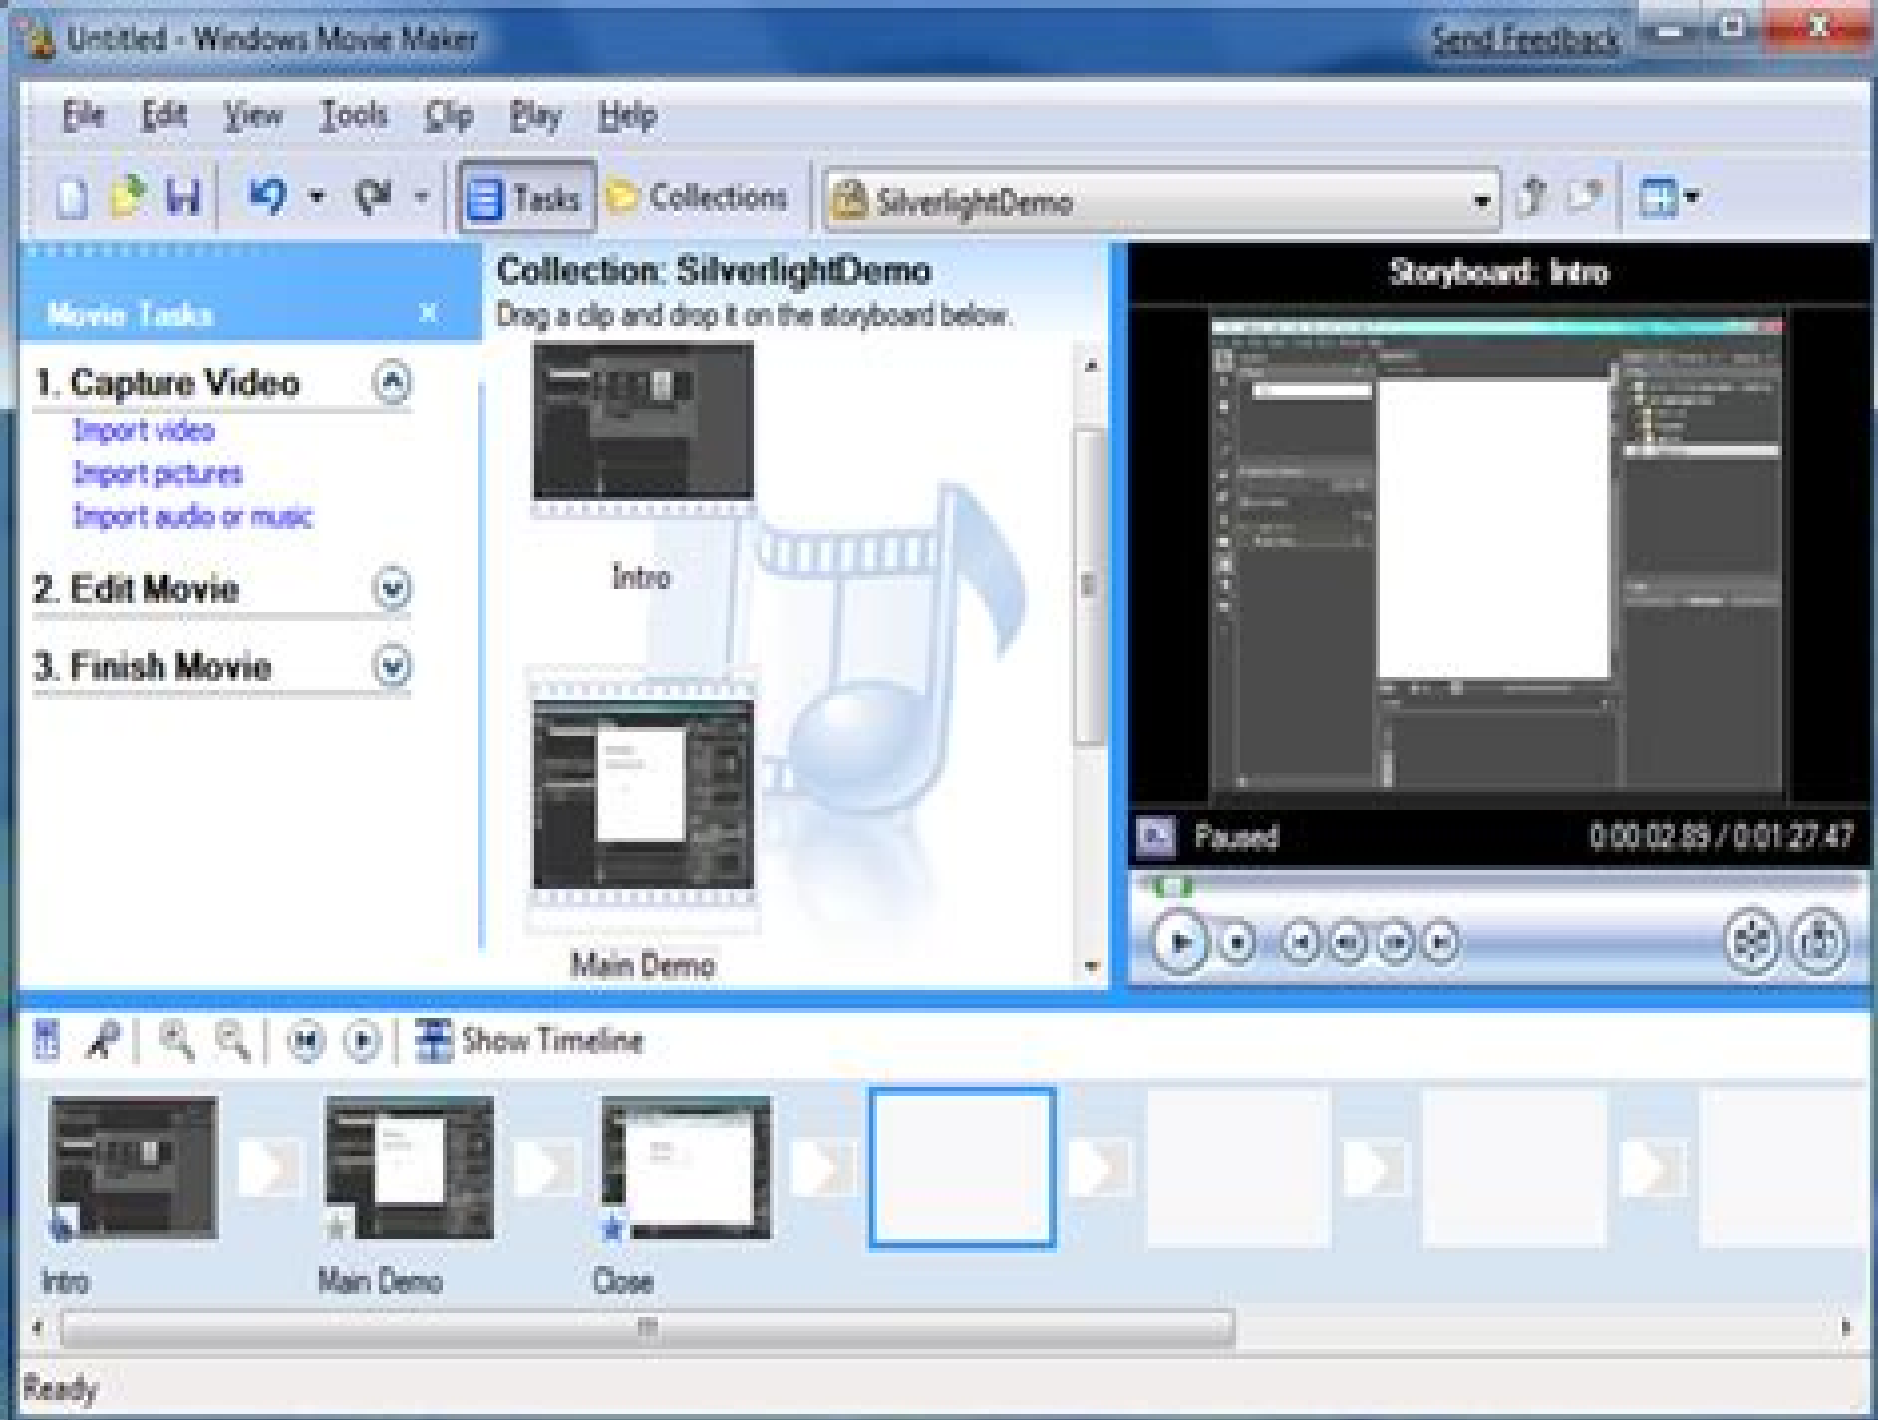 Untitled - Windows Movie Maker
Send Feedback
File Edit View Tools Clip Play Help
Tasks Collections SilverlightDemo
Movie Tasks
1. Capture Video
Import video
Import pictures
Import audio or music
2. Edit Movie
3. Finish Movie
Collection: SilverlightDemo
Drag a clip and drop it on the storyboard below.
Intro
Main Demo
Storyboard: Intro
Paused 0:00:02.89 / 0:01:27.47
Show Timeline
Intro Main Demo Close
Ready